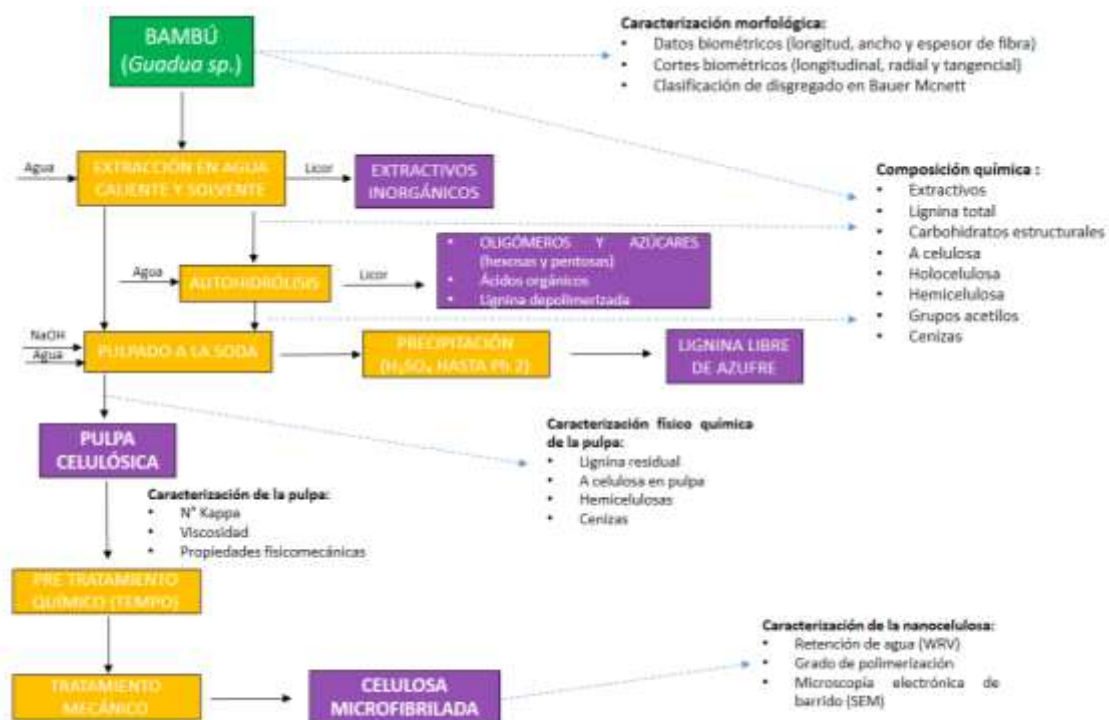 BAMBÚ
(Guadua sp.)
Caracterización morfológica:
• Datos biométricos (longitud, ancho y espesor de fibra)
• Cortes biométricos (longitudinal, radial y tangencial)
• Clasificación de disgregado en Bauer Mcnett
Agua
EXTRACCIÓN EN AGUA
CALIENTE Y SOLVENTE
Licor
EXTRACTIVOS
INORGÁNICOS
Composición química :
• Extractivos
• Lignina total
• Carbohidratos estructurales
• A celulosa
• Holocelulosa
• Hemicelulosa
• Grupos acetilos
• Cenizas
Agua
AUTOHIDRÓLISIS
Licor
• OLIGÓMEROS Y AZÚCARES
(hexosas y pentosas)
• Ácidos orgánicos
• Lignina depolimerizada
NaOH
Agua
PULPADO A LA SODA
PRECIPITACIÓN
(H₂SO₄ HASTA Ph 2)
LIGNINA LIBRE
DE AZUFRE
PULPA
CELULÓSICA
Caracterización físico química
de la pulpa:
• Lignina residual
• A celulosa en pulpa
• Hemicelulosas
• Cenizas
Caracterización de la pulpa:
• N° Kappa
• Viscosidad
• Propiedades fisicomecánicas
PRE TRATAMIENTO
QUÍMICO (TEMPO)
TRATAMIENTO
MECÁNICO
CELULOSA
MICROFIBRILADA
Caracterización de la nanocelulosa:
• Retención de agua (WRV)
• Grado de polimerización
• Microscopía electrónica de
barrido (SEM)